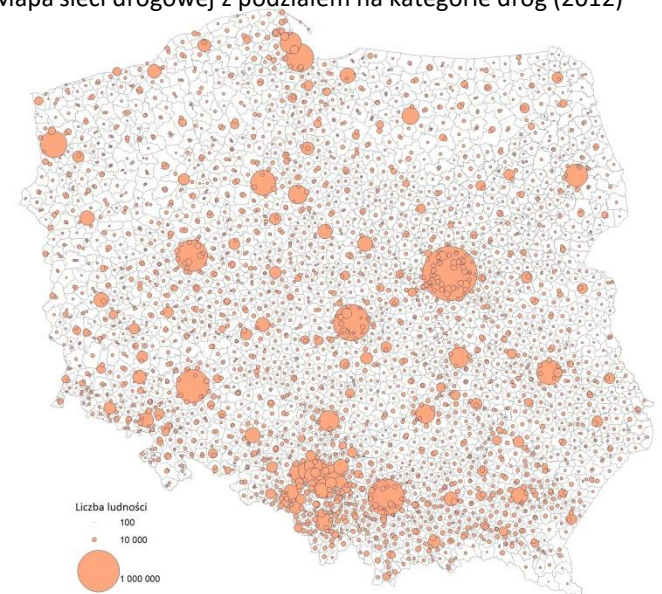 Mapa sieci drogowej z podziałem na kategorie dróg (2012)
Liczba ludności
100
10 000
1 000 000